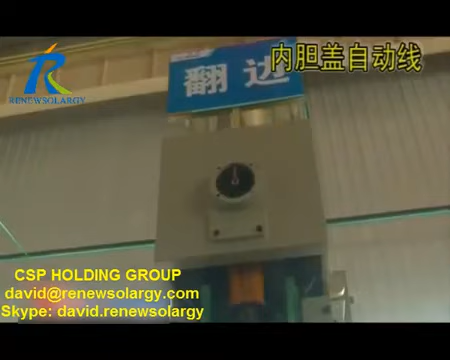 内胆盖自动线
翻边
RENEWSOLARGY
CSP HOLDING GROUP
david@renewsolargy.com
Skype: david.renewsolargy